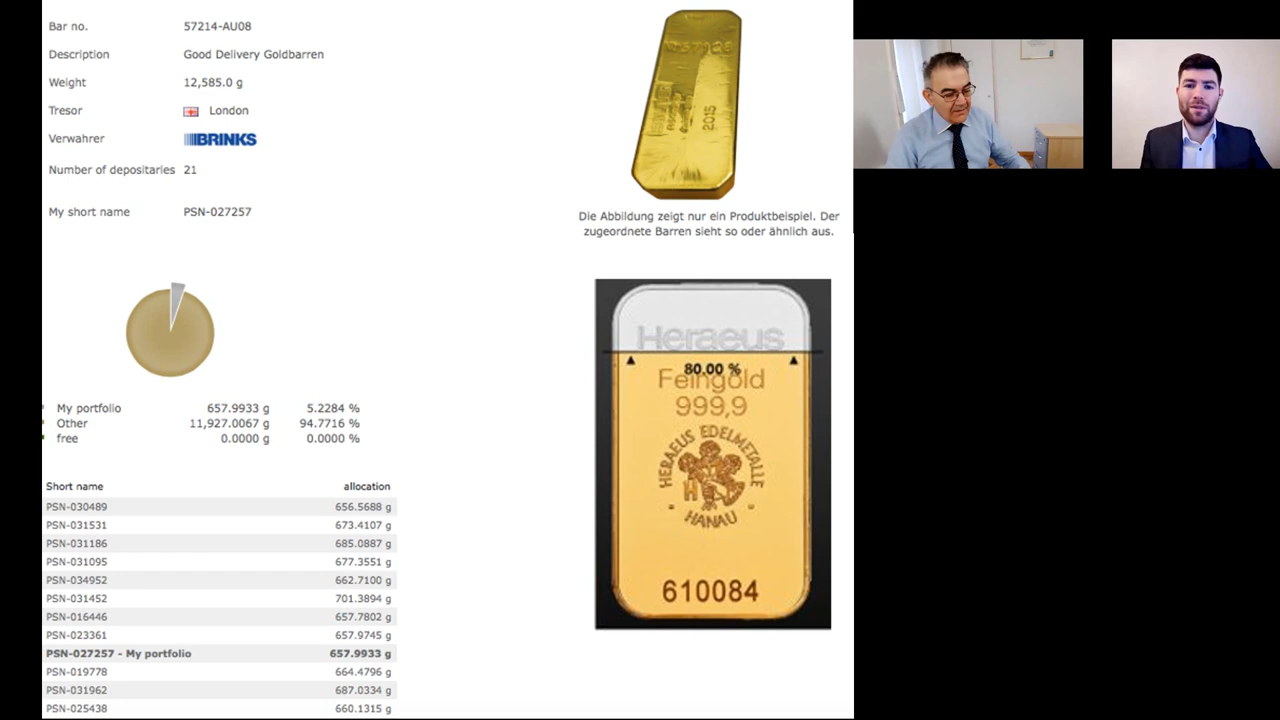 Bar no. 57214-AU08
Description Good Delivery Goldbarren
Weight 12,585.0 g
Tresor London
Verwahrer BRINKS
Number of depositaries 21
My short name PSN-027257
2015
Die Abbildung zeigt nur ein Produktbeispiel. Der
zugeordnete Barren sieht so oder ähnlich aus.
My portfolio 657.9933 g 5.2284 %
Other 11,927.0067 g 94.7716 %
free 0.0000 g 0.0000 %
Short name allocation
PSN-030489 656.5688 g
PSN-031531 673.4107 g
PSN-031186 685.0887 g
PSN-031095 677.3551 g
PSN-034952 662.7100 g
PSN-031452 701.3894 g
PSN-016446 657.7802 g
PSN-023361 657.9745 g
PSN-027257 - My portfolio 657.9933 g
PSN-019778 664.4796 g
PSN-031962 687.0334 g
PSN-025438 660.1315 g
Heraeus
80.00 %
Feingold
999,9
HERAEUS EDELMETALLE
HANAU
610084